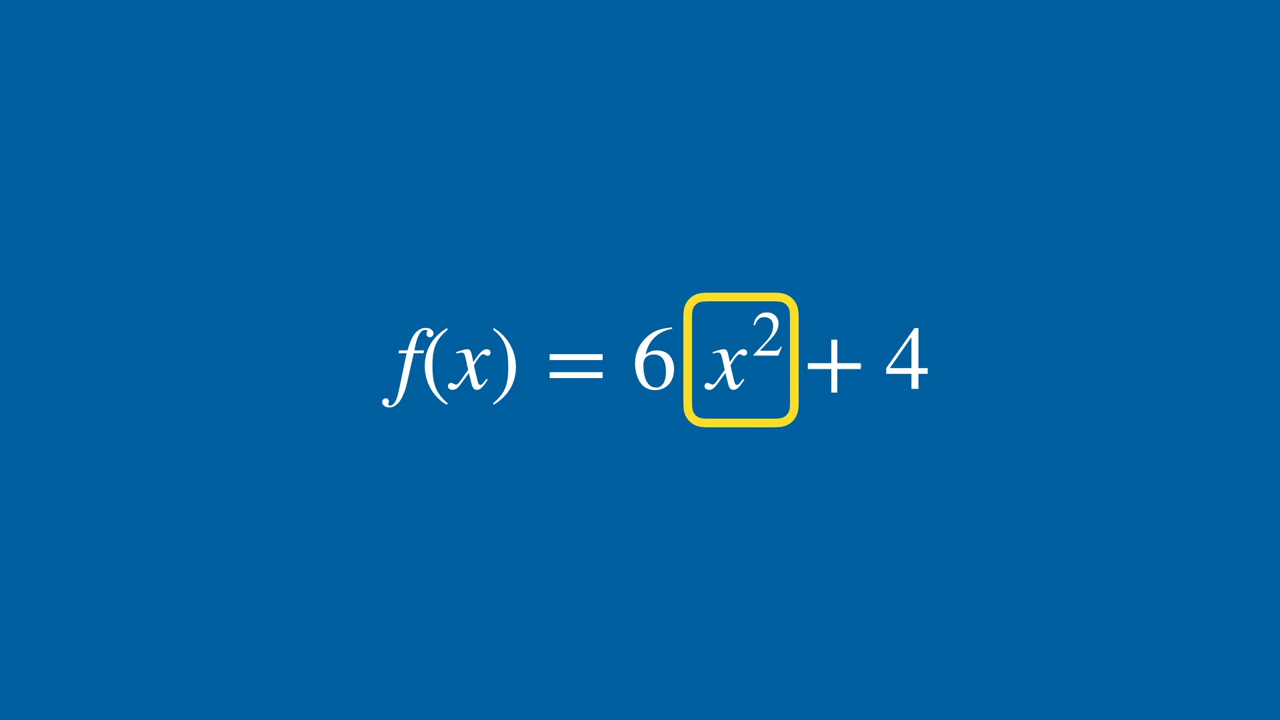 f(x) = 6x² + 4